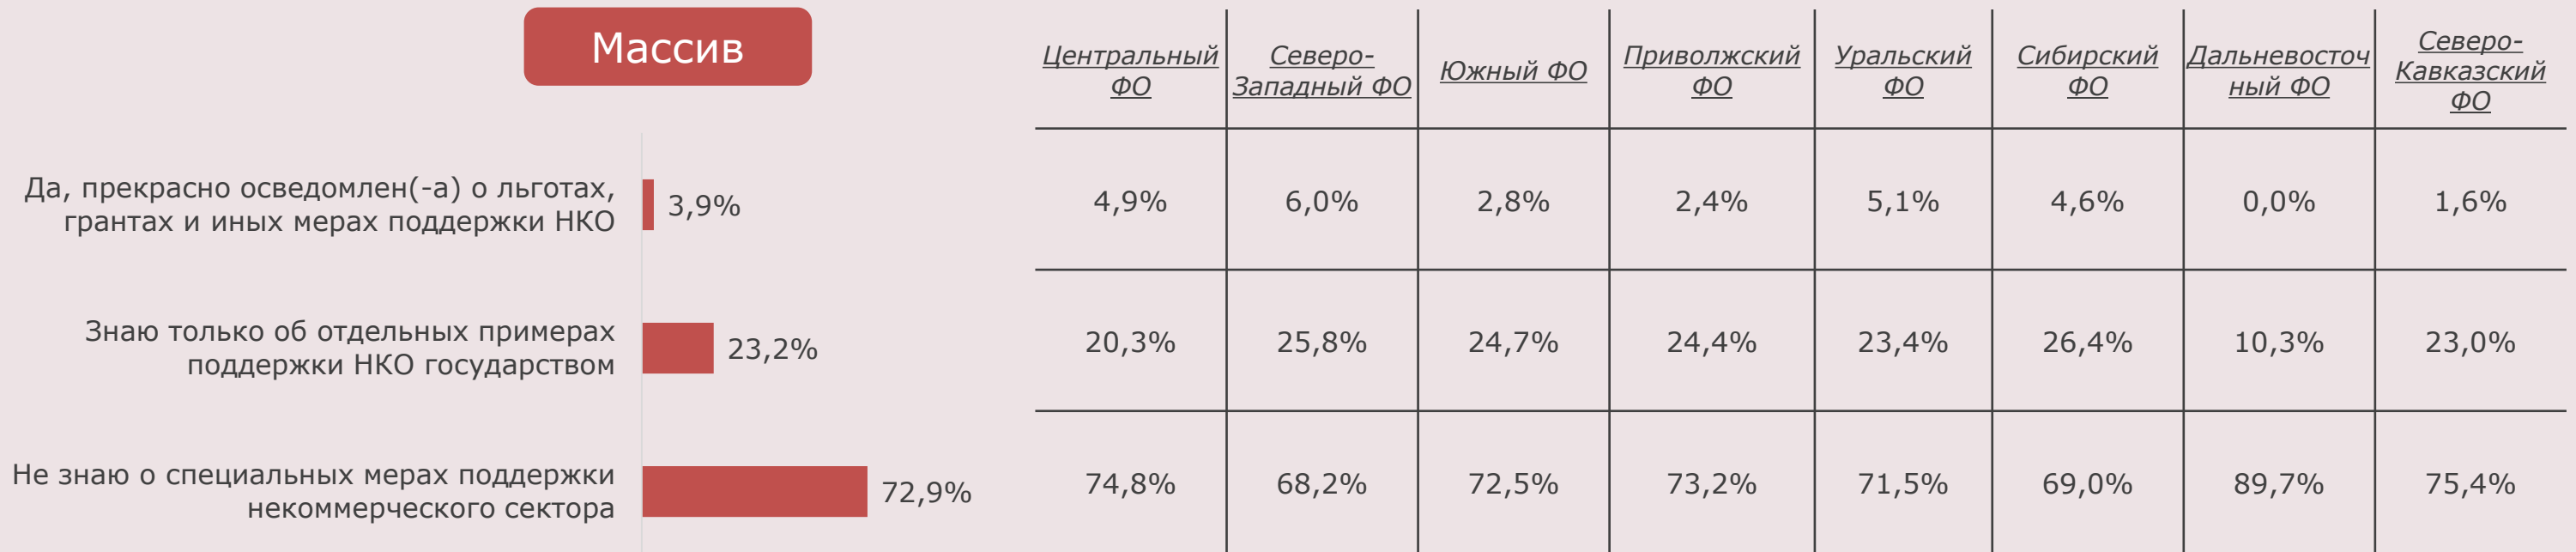 Массив
Центральный
ФО
Северо-
Западный ФО
Южный ФО
Приволжский
ФО
Уральский
ФО
Сибирский
ФО
Дальневосточ
ный ФО
Северо-
Кавказский
ФО
Да, прекрасно осведомлен(-а) о льготах,
грантах и иных мерах поддержки НКО
3,9%
4,9%
6,0%
2,8%
2,4%
5,1%
4,6%
0,0%
1,6%
Знаю только об отдельных примерах
поддержки НКО государством
23,2%
20,3%
25,8%
24,7%
24,4%
23,4%
26,4%
10,3%
23,0%
Не знаю о специальных мерах поддержки
некоммерческого сектора
72,9%
74,8%
68,2%
72,5%
73,2%
71,5%
69,0%
89,7%
75,4%